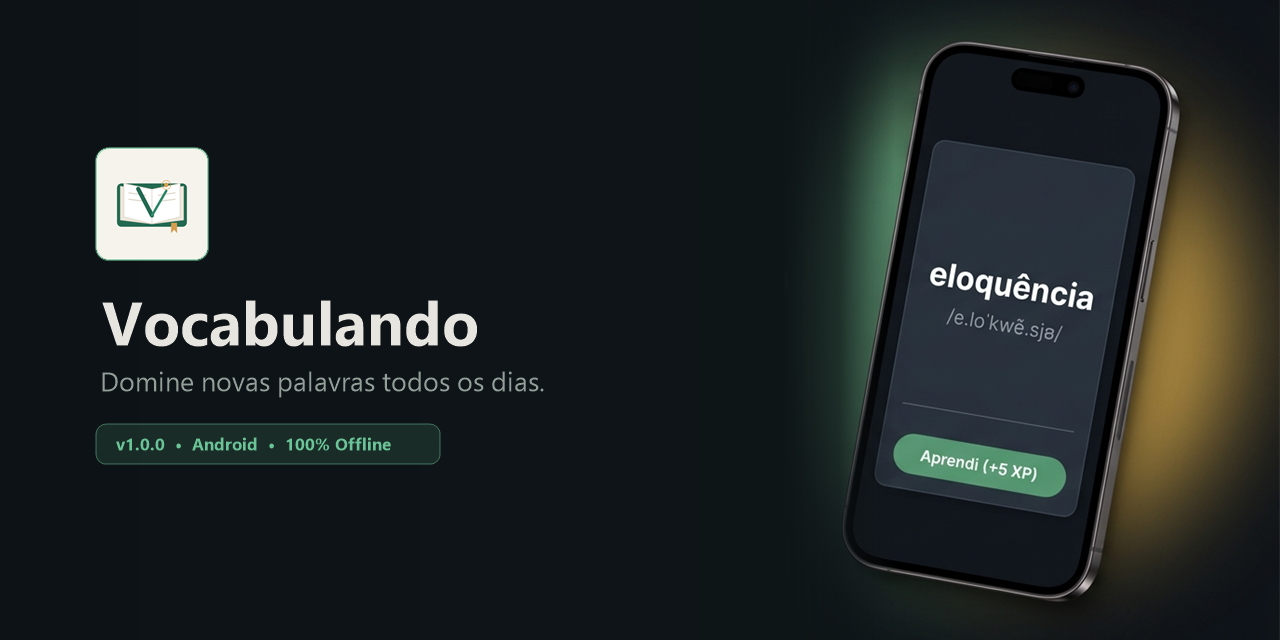 V
Vocabulando
Domine novas palavras todos os dias.
v1.0.0 • Android • 100% Offline
eloquência
/e.loˈkwẽ.sjɐ/
Aprendi (+5 XP)